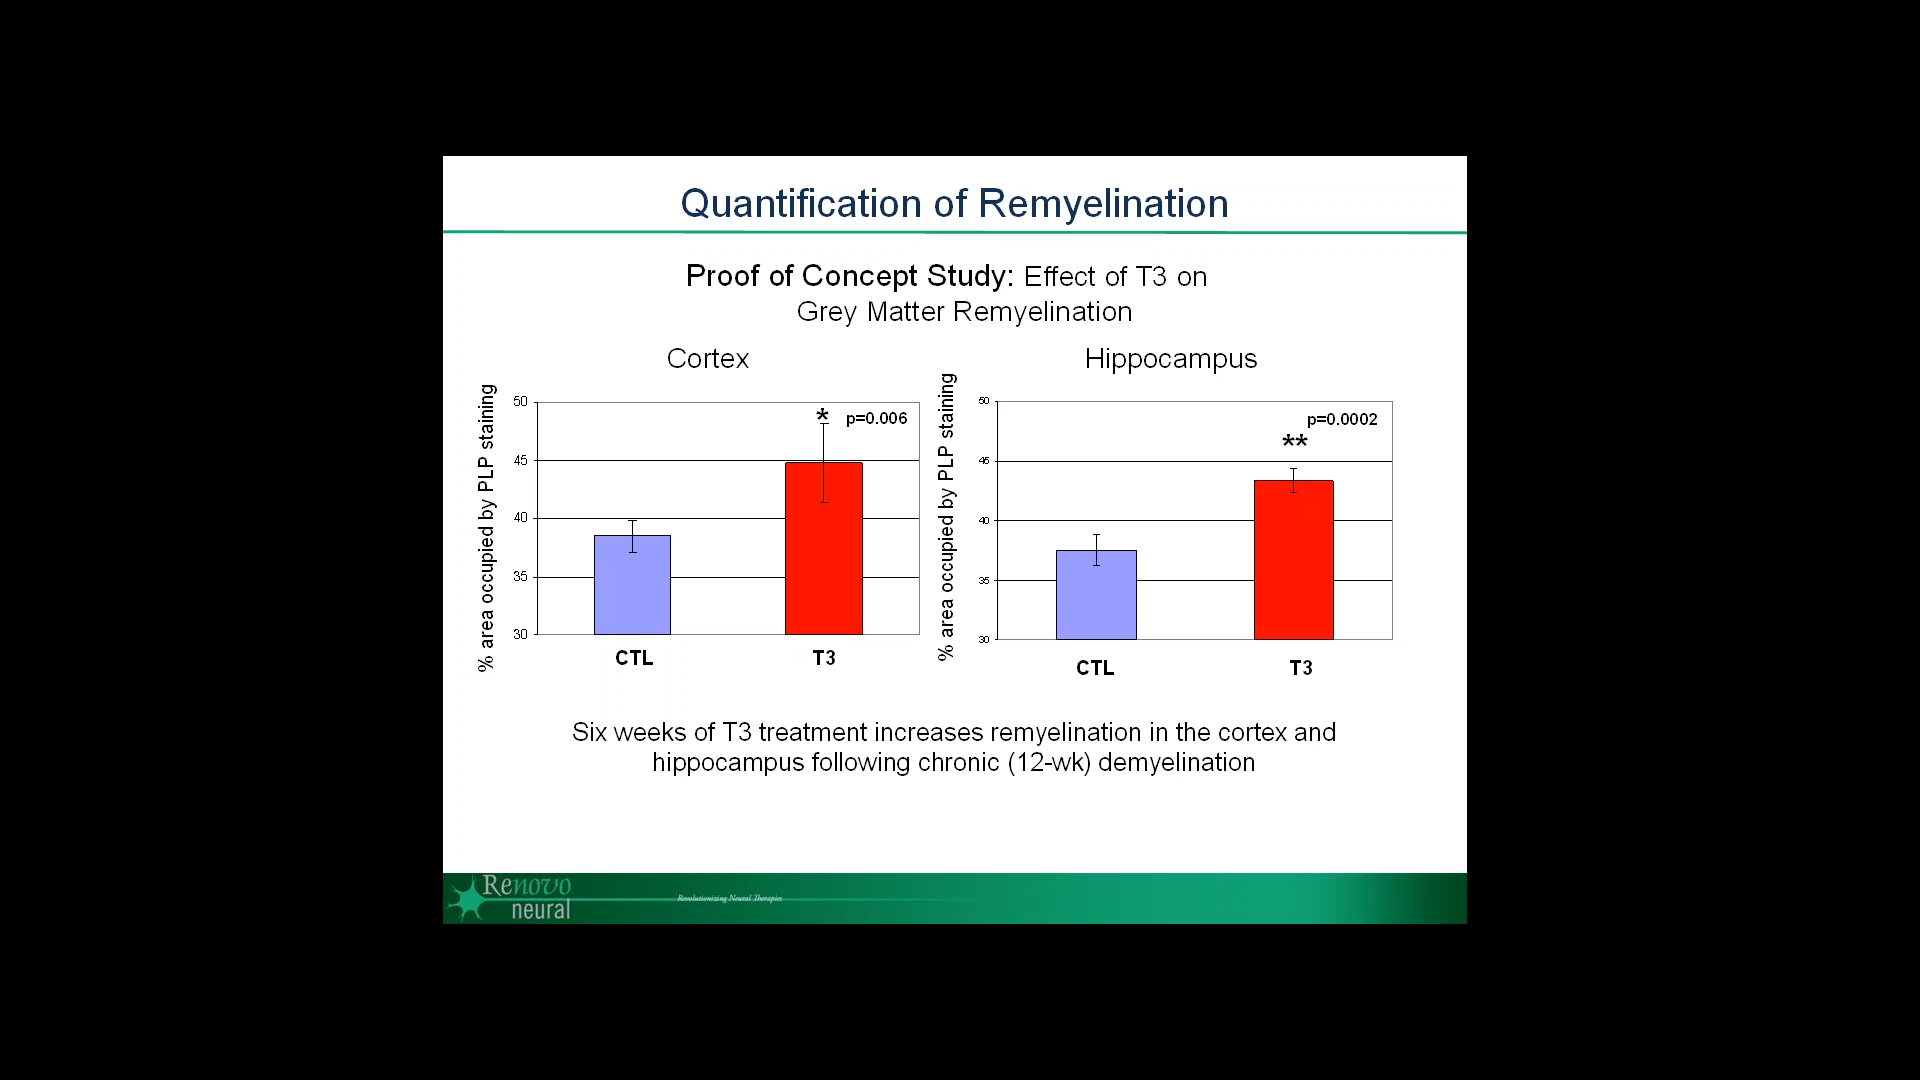 Quantification of Remyelination
Proof of Concept Study: Effect of T3 on
Grey Matter Remyelination
Cortex
% area occupied by PLP staining
50
45
40
35
30
*
p=0.006
CTL
T3
Hippocampus
% area occupied by PLP staining
50
45
40
35
30
p=0.0002
**
CTL
T3
Six weeks of T3 treatment increases remyelination in the cortex and
hippocampus following chronic (12-wk) demyelination
Renovo
neural
Revolutionizing Neural Therapies